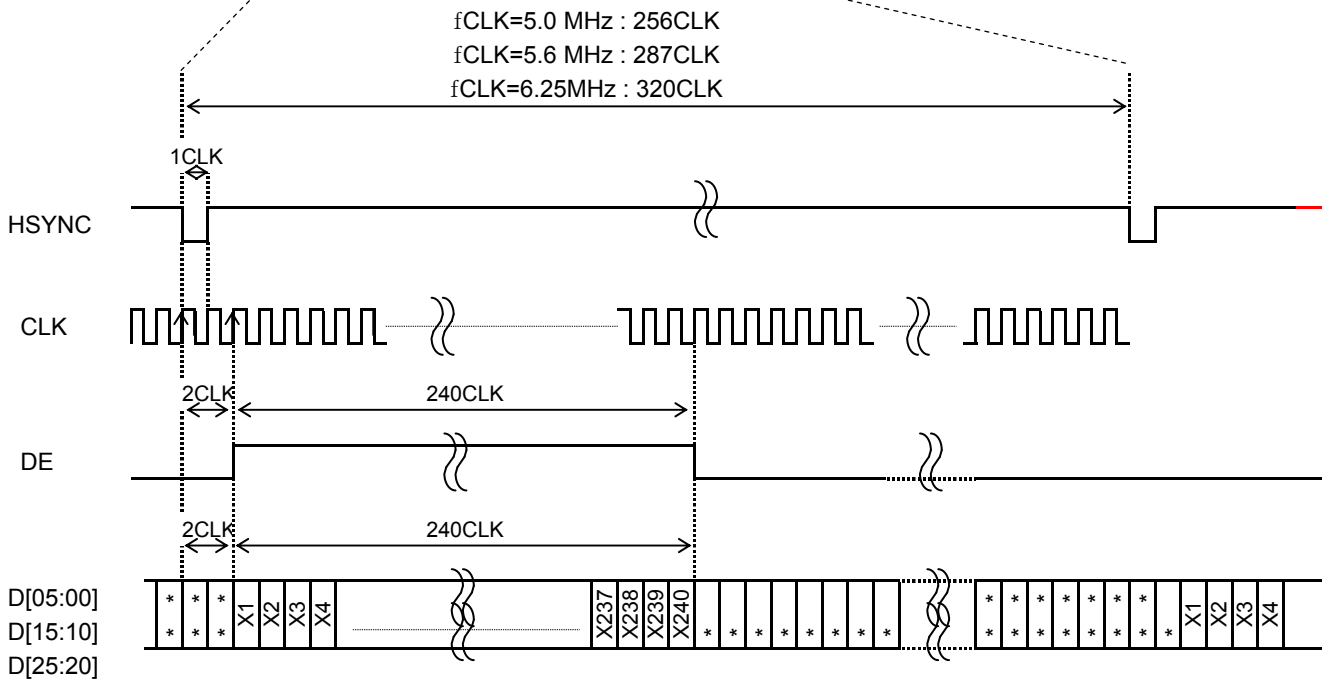 fCLK=5.0 MHz : 256CLK
fCLK=5.6 MHz : 287CLK
fCLK=6.25MHz : 320CLK
1CLK
HSYNC
CLK
2CLK 240CLK
DE
2CLK 240CLK
D[05:00]
D[15:10]
D[25:20]
* * * X1 X2 X3 X4 X237 X238 X239 X240 * * * * * * * X1 X2 X3 X4
* * * * * * * * * * * * * * * * * * *